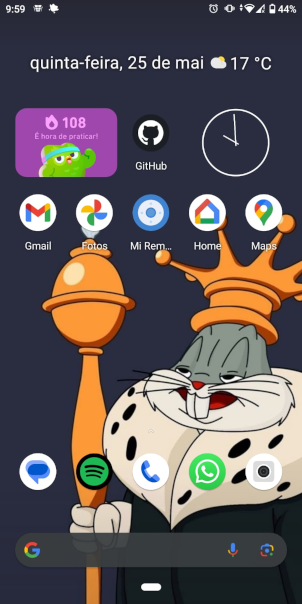 9:59
44%
quinta-feira, 25 de mai 17 °C
108
É hora de praticar!
GitHub
Gmail
Fotos
Mi Rem...
Home
Maps